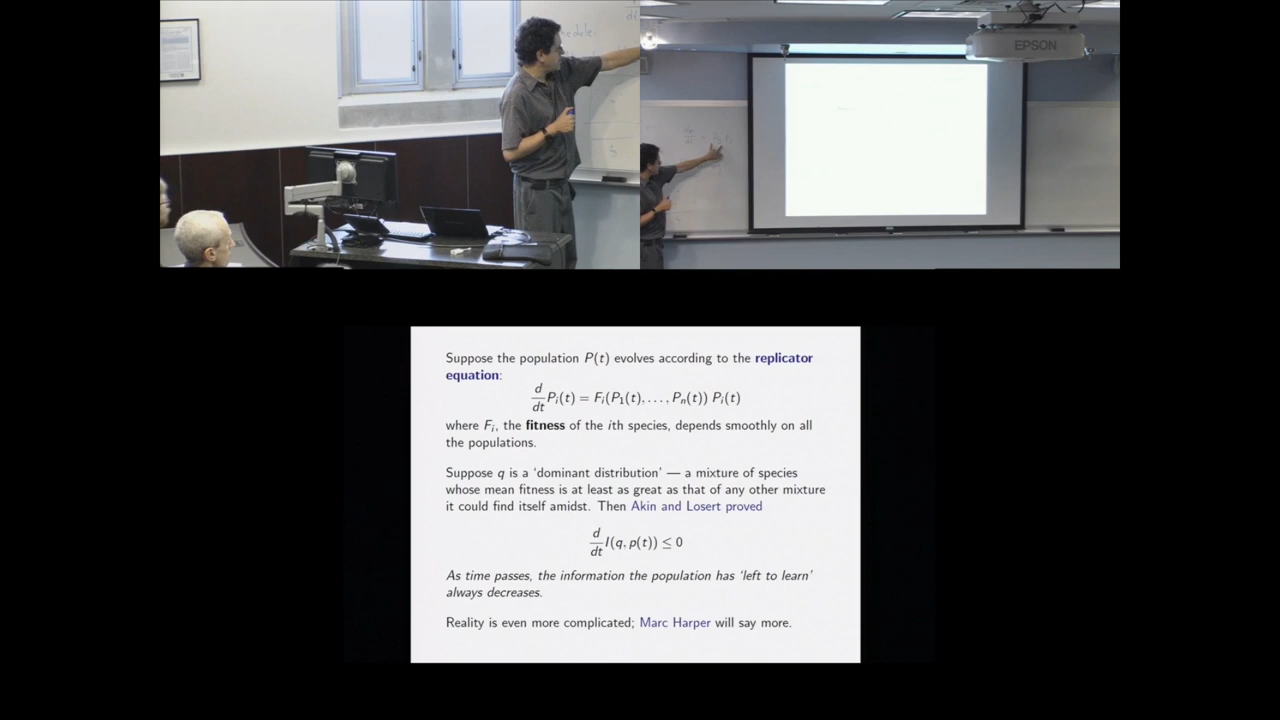 EPSON
Suppose the population P(t) evolves according to the replicator
equation:
d/dt P_i(t) = F_i(P_1(t), . . . , P_n(t)) P_i(t)
where F_i, the fitness of the ith species, depends smoothly on all
the populations.
Suppose q is a ‘dominant distribution’ — a mixture of species
whose mean fitness is at least as great as that of any other mixture
it could find itself amidst. Then Akin and Losert proved
d/dt I(q, p(t)) ≤ 0
As time passes, the information the population has ‘left to learn’
always decreases.
Reality is even more complicated; Marc Harper will say more.